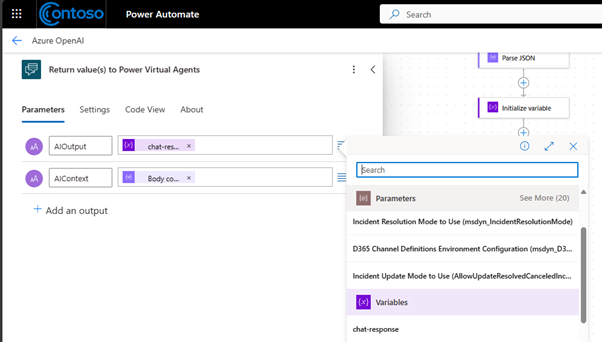 contoso
Power Automate
Search
Azure OpenAI
Return value(s) to Power Virtual Agents
Parameters
Settings
Code View
About
AIOutput
chat-res...
AIContext
Body co...
Add an output
Parse JSON
Initialize variable
Search
Parameters
See More (20)
Incident Resolution Mode to Use (msdyn_IncidentResolutionMode)
D365 Channel Definitions Environment Configuration (msdyn_D3...
Incident Update Mode to Use (AllowUpdateResolvedCanceledInc...
Variables
chat-response